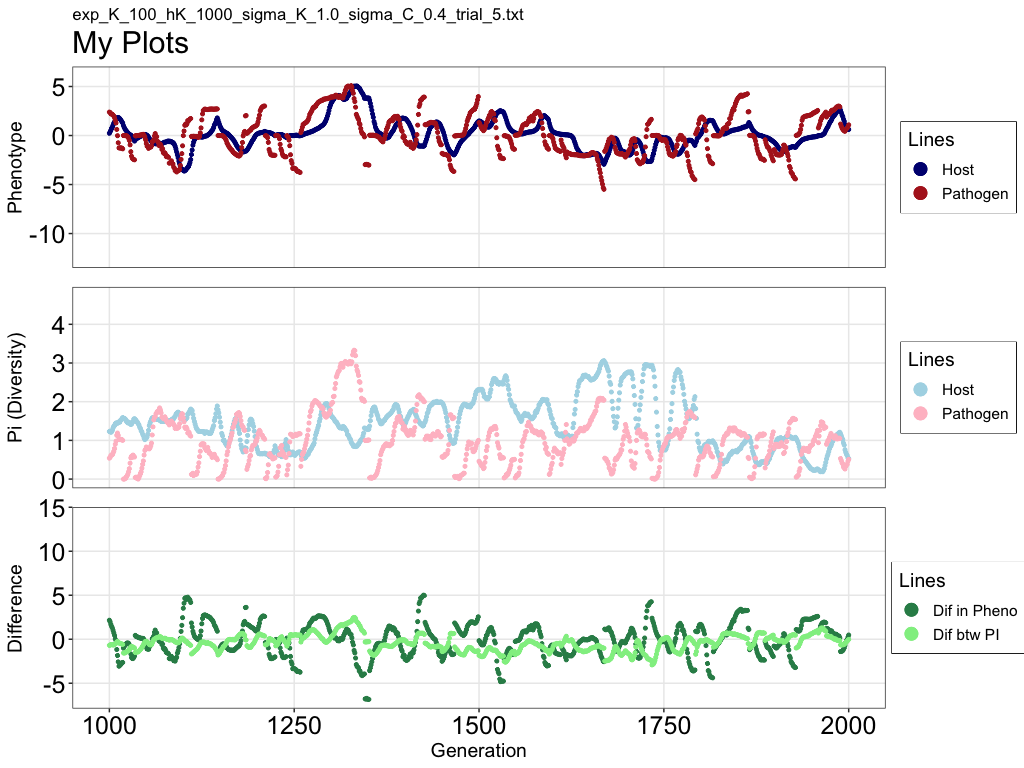 exp_K_100_hK_1000_sigma_K_1.0_sigma_C_0.4_trial_5.txt
My Plots
Phenotype
5
0
-5
-10
Lines
Host
Pathogen
Pi (Diversity)
4
3
2
1
0
Lines
Host
Pathogen
Difference
15
10
5
0
-5
Lines
Dif in Pheno
Dif btw PI
1000 1250 1500 1750 2000
Generation